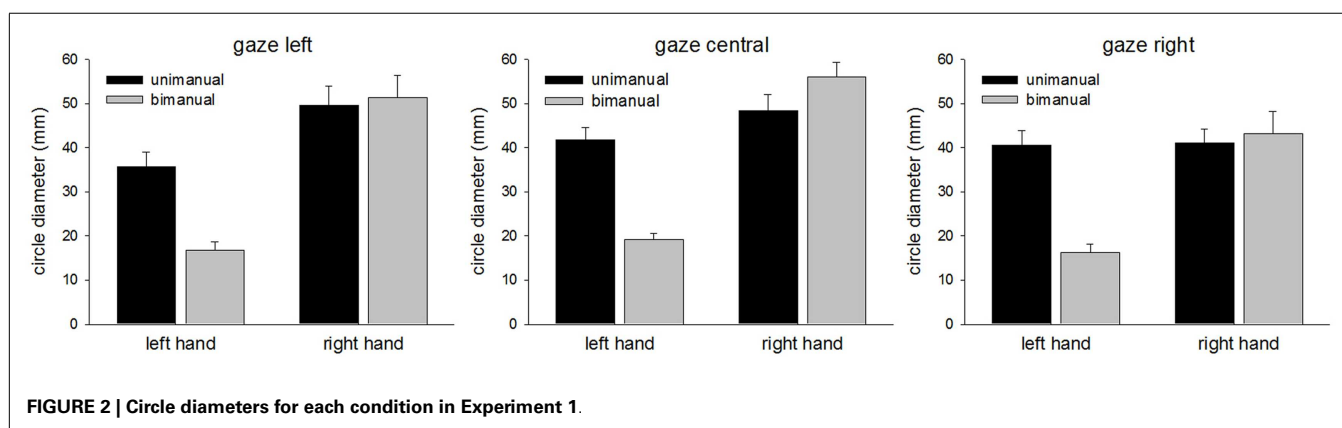 gaze left
60
50
40
30
20
10
0
circle diameter (mm)
unimanual
bimanual
left hand
right hand
gaze central
60
50
40
30
20
10
0
circle diameter (mm)
unimanual
bimanual
left hand
right hand
gaze right
60
50
40
30
20
10
0
circle diameter (mm)
unimanual
bimanual
left hand
right hand
FIGURE 2 | Circle diameters for each condition in Experiment 1.